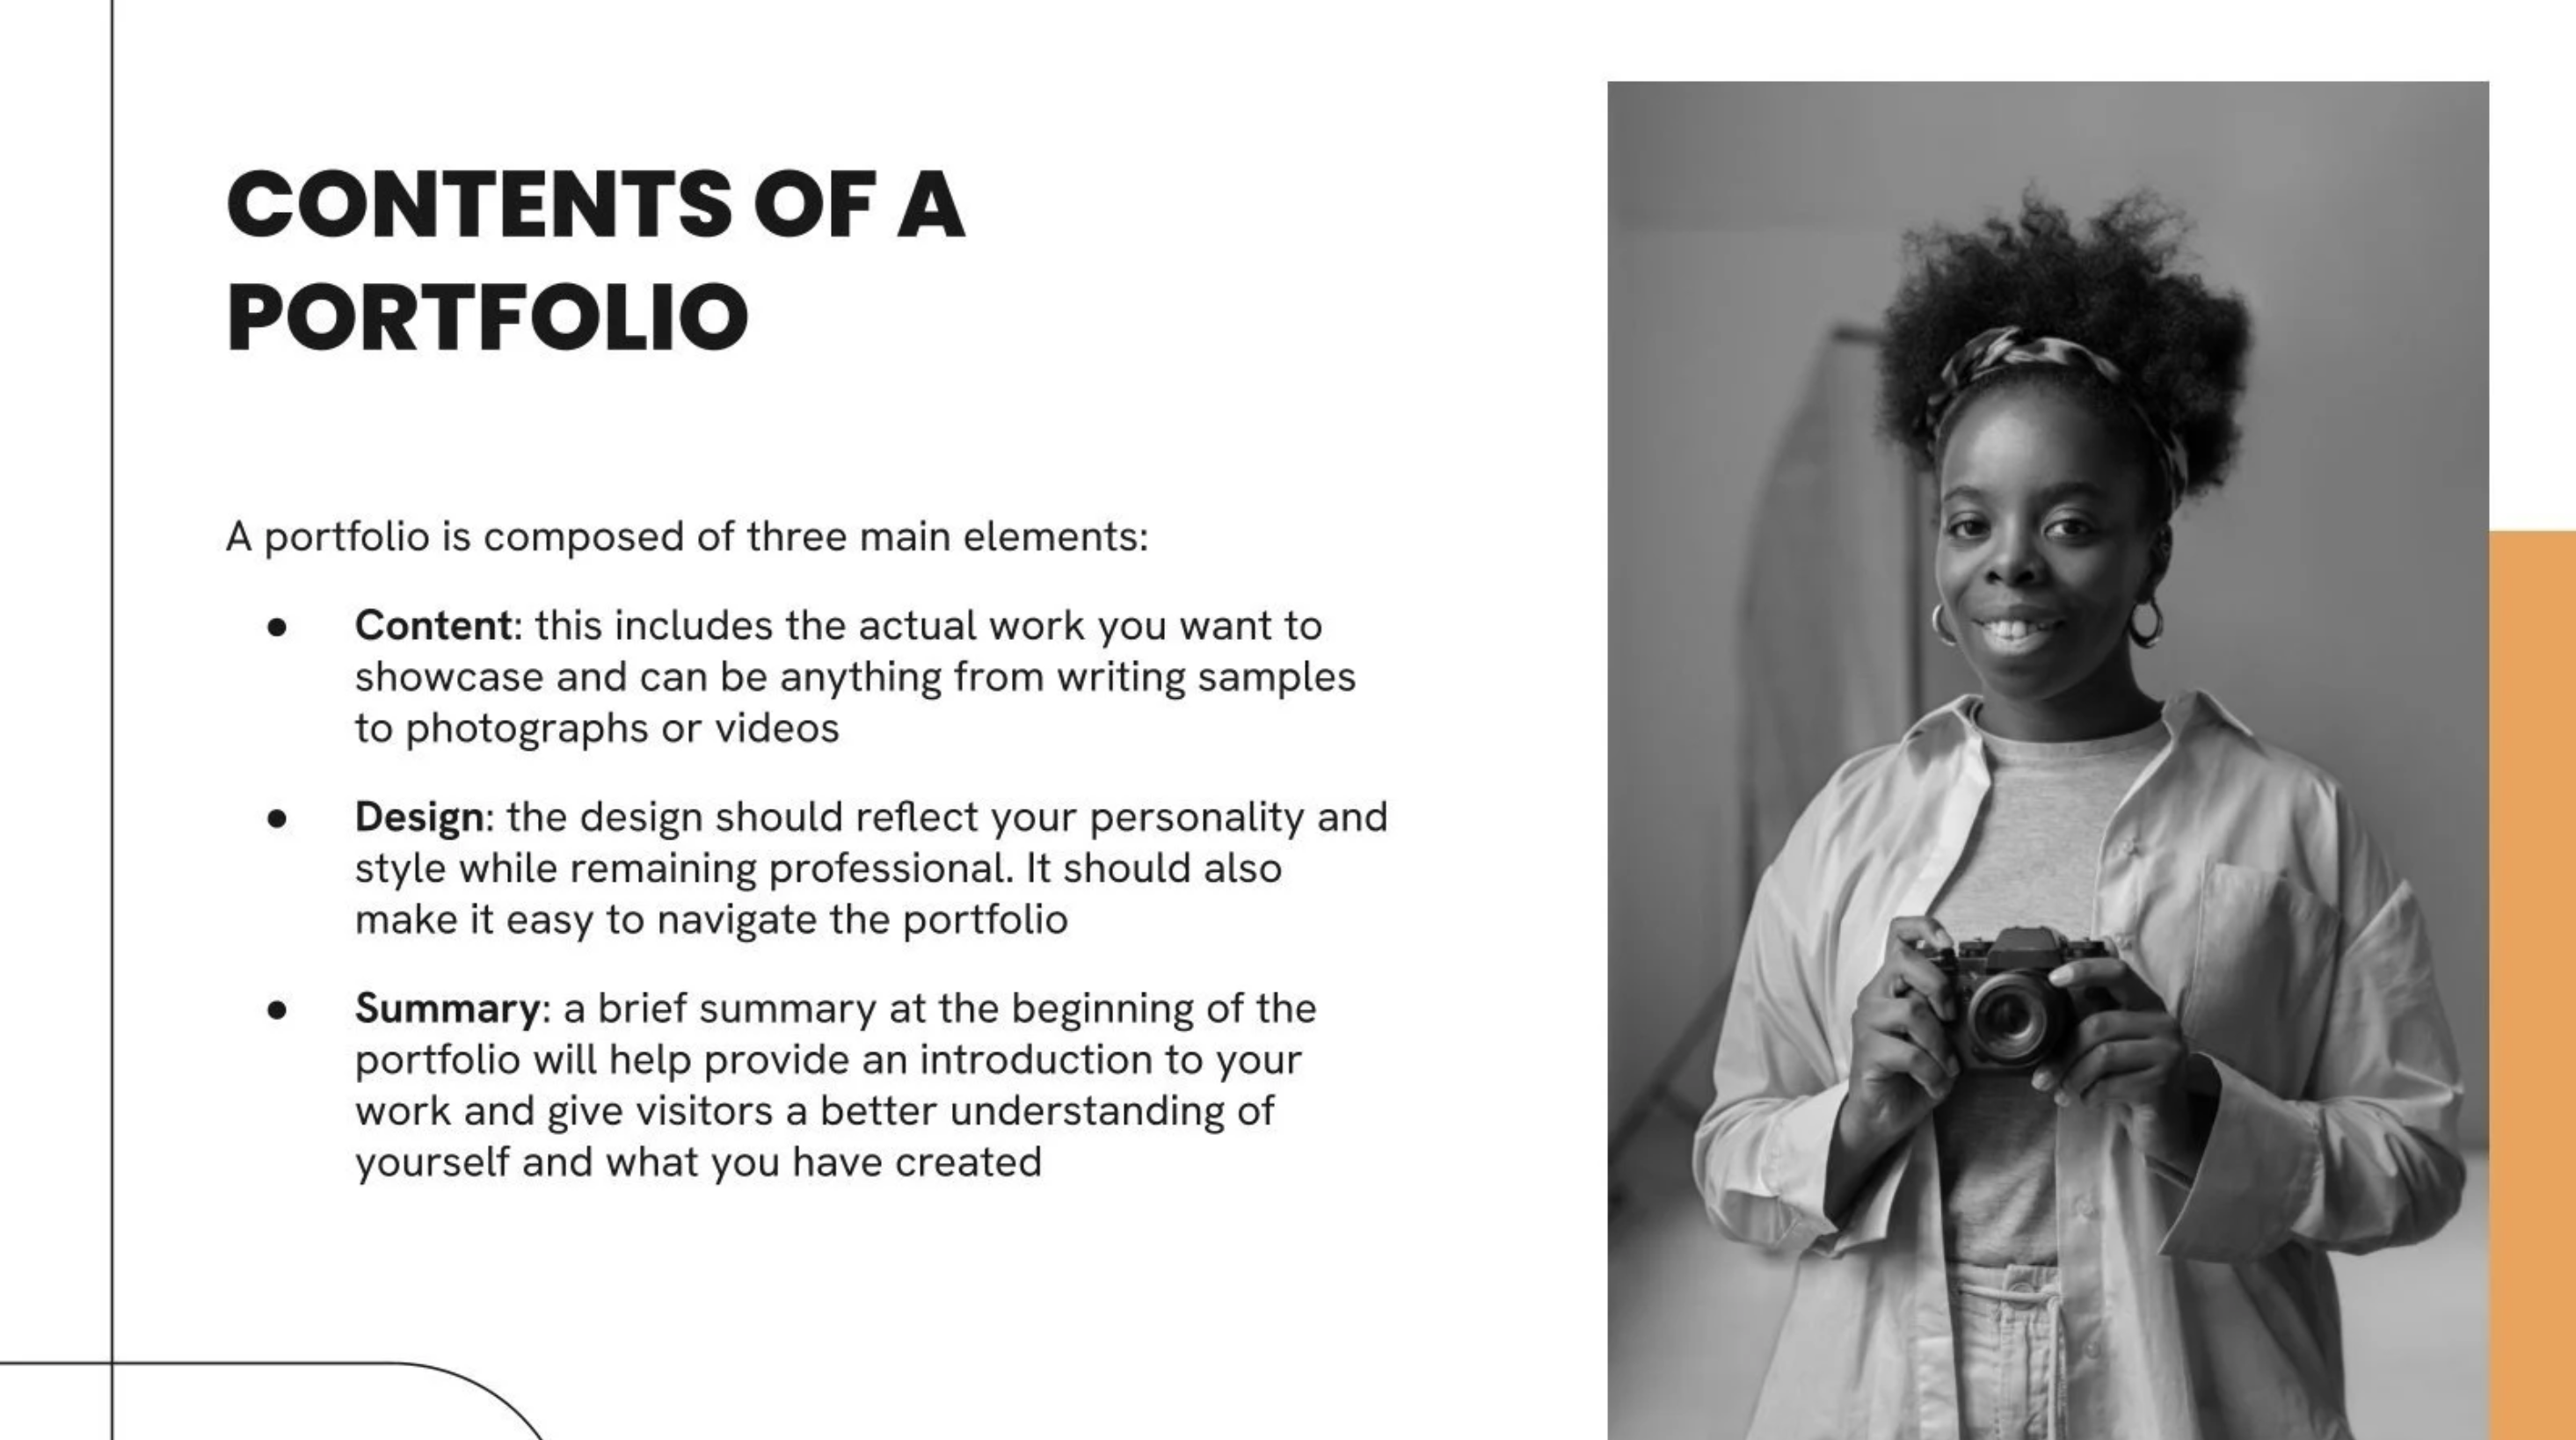 CONTENTS OF A
PORTFOLIO
A portfolio is composed of three main elements:
● Content: this includes the actual work you want to
showcase and can be anything from writing samples
to photographs or videos
● Design: the design should reflect your personality and
style while remaining professional. It should also
make it easy to navigate the portfolio
● Summary: a brief summary at the beginning of the
portfolio will help provide an introduction to your
work and give visitors a better understanding of
yourself and what you have created